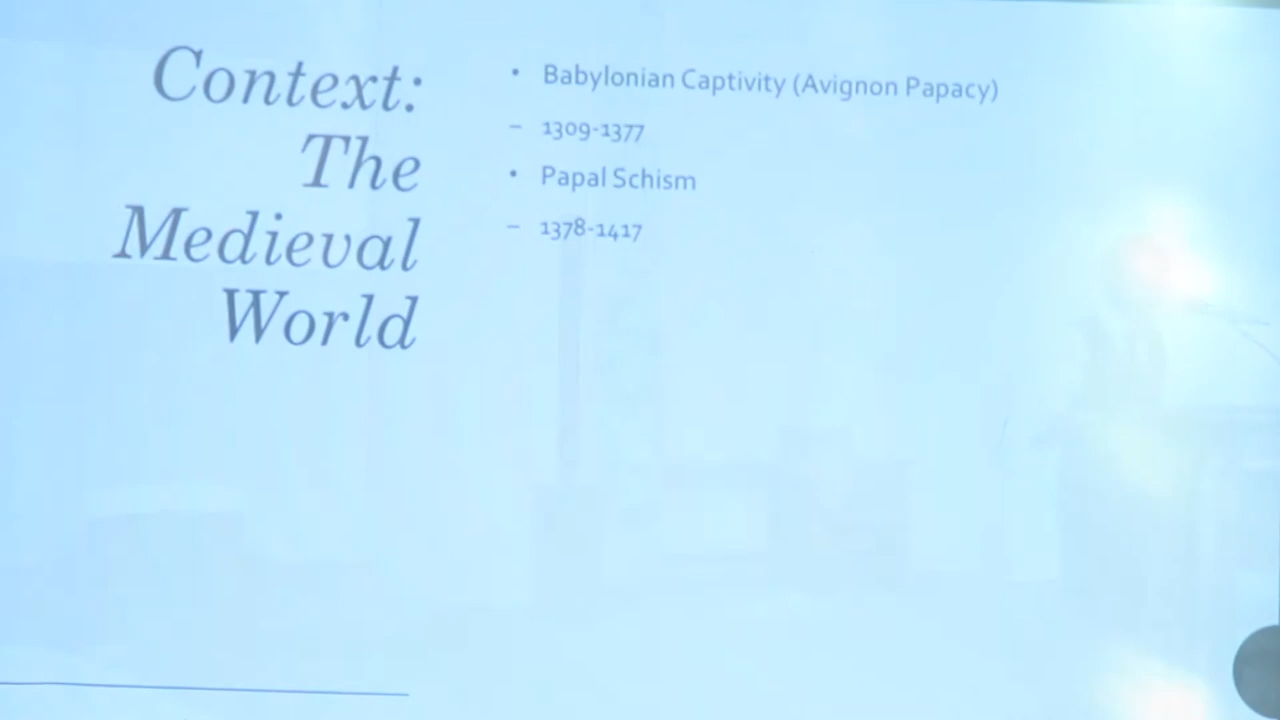 Context:
The
Medieval
World
• Babylonian Captivity (Avignon Papacy)
– 1309-1377
• Papal Schism
– 1378-1417